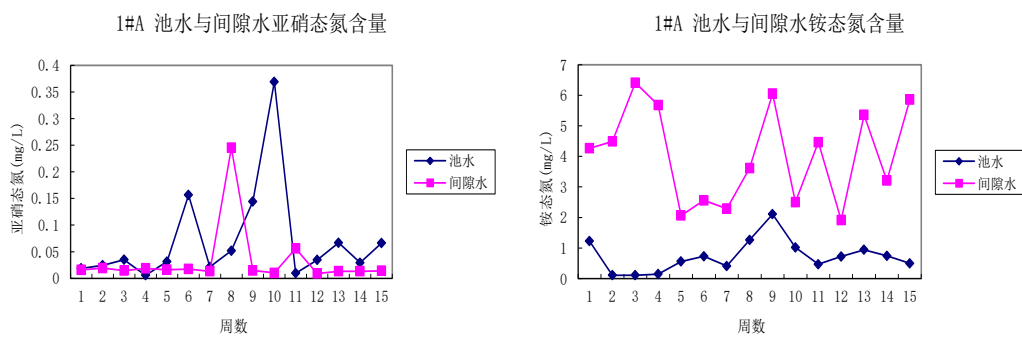 1#A 池水与间隙水亚硝态氮含量
亚硝态氮(mg/L)
0.4
0.35
0.3
0.25
0.2
0.15
0.1
0.05
0
1 2 3 4 5 6 7 8 9 10 11 12 13 14 15
周数
池水
间隙水
1#A 池水与间隙水铵态氮含量
铵态氮(mg/L)
7
6
5
4
3
2
1
0
1 2 3 4 5 6 7 8 9 10 11 12 13 14 15
周数
池水
间隙水